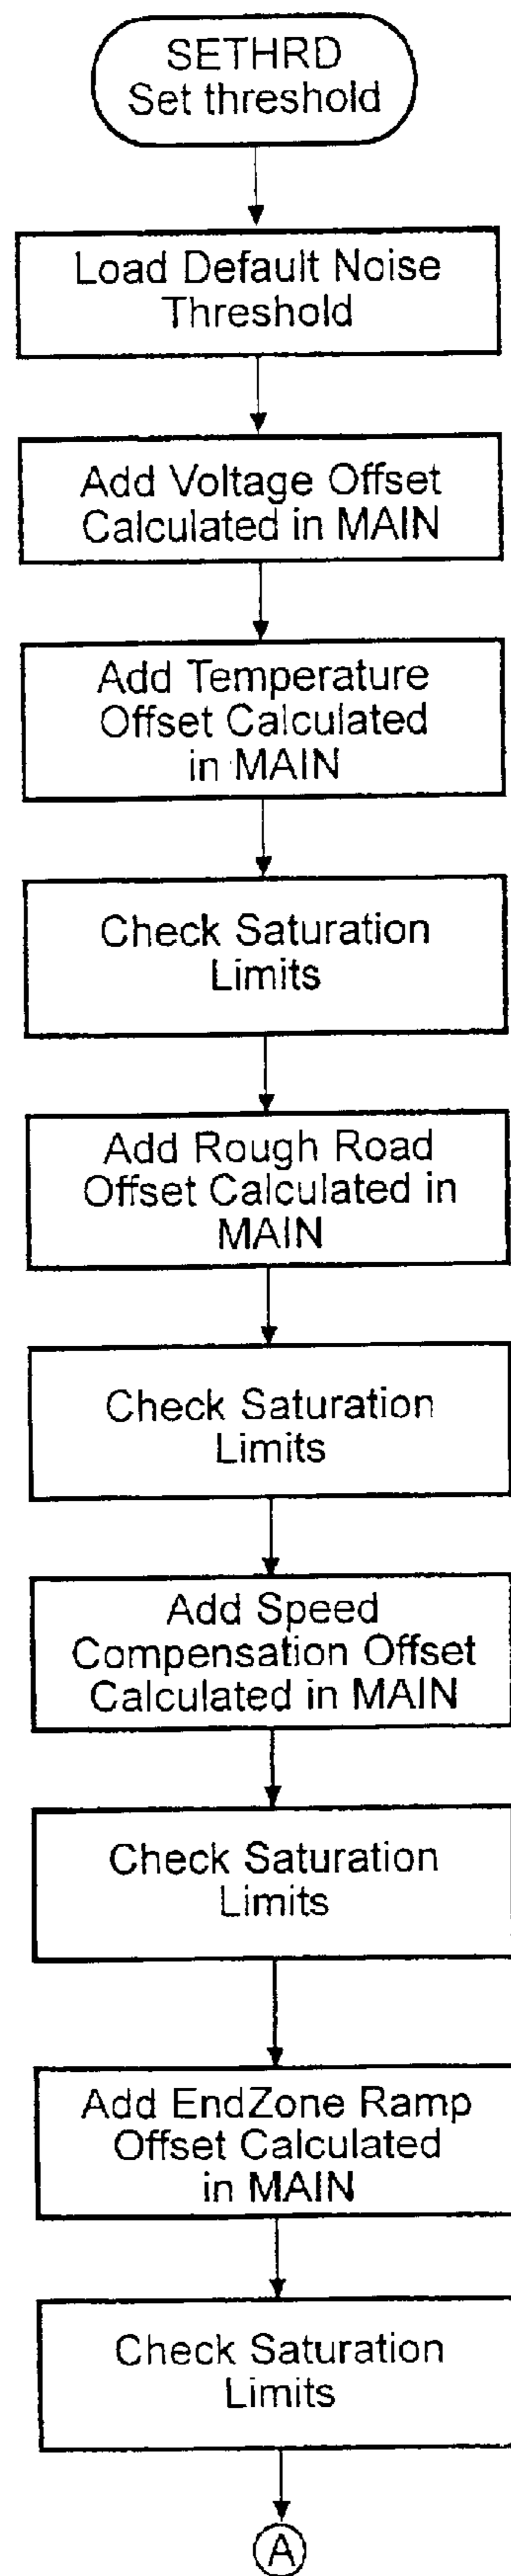 SETHRD
Set threshold
Load Default Noise
Threshold
Add Voltage Offset
Calculated in MAIN
Add Temperature
Offset Calculated
in MAIN
Check Saturation
Limits
Add Rough Road
Offset Calculated in
MAIN
Check Saturation
Limits
Add Speed
Compensation Offset
Calculated in MAIN
Check Saturation
Limits
Add EndZone Ramp
Offset Calculated
in MAIN
Check Saturation
Limits
A